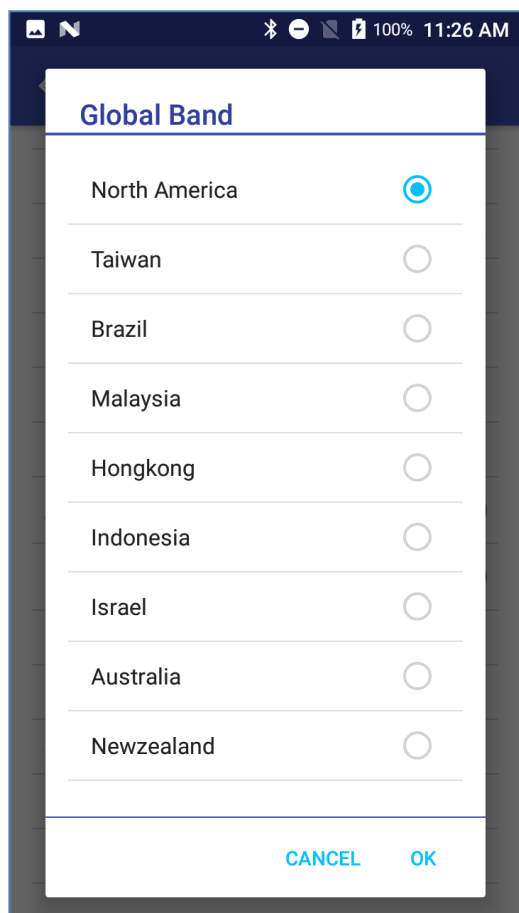 100% 11:26 AM
Global Band
North America
Taiwan
Brazil
Malaysia
Hongkong
Indonesia
Israel
Australia
Newzealand
CANCEL OK